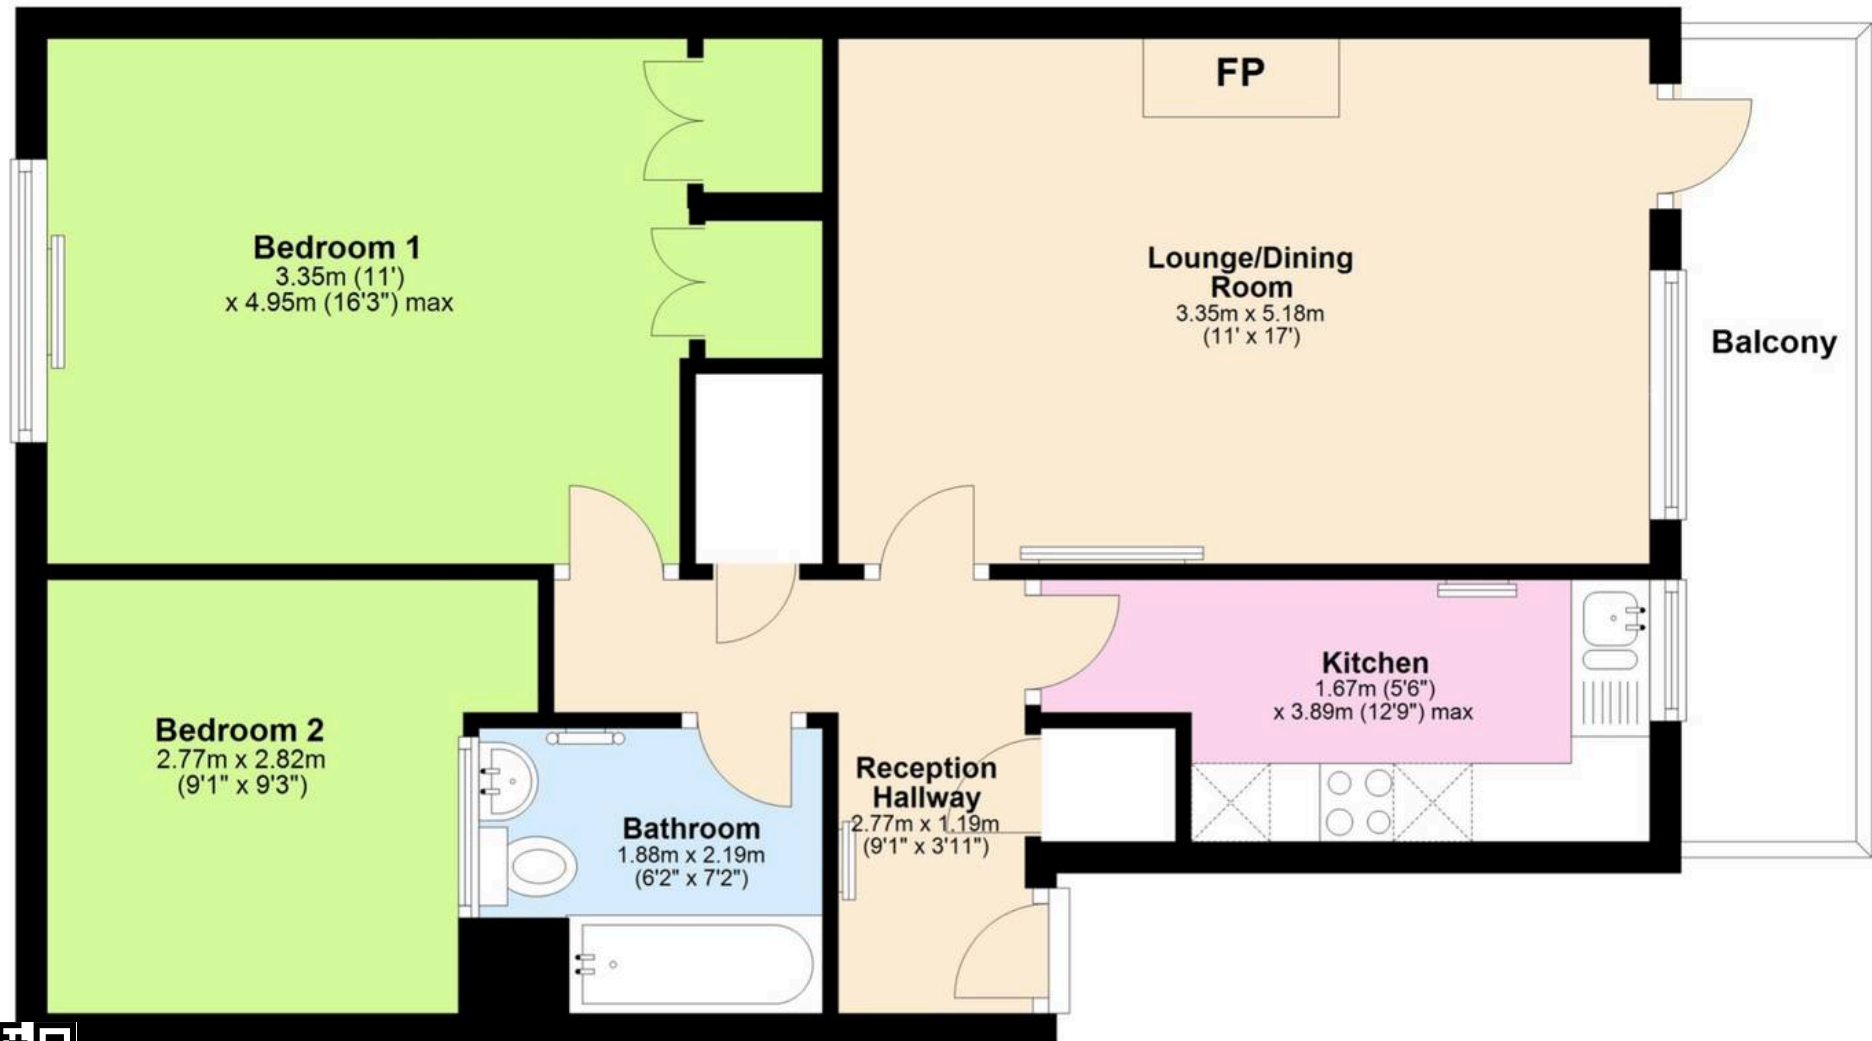 FP
Bedroom 1
3.35m (11')
x 4.95m (16'3") max
Lounge/Dining
Room
3.35m x 5.18m
(11' x 17')
Balcony
Bedroom 2
2.77m x 2.82m
(9'1" x 9'3")
Kitchen
1.67m (5'6")
x 3.89m (12'9") max
Reception
Hallway
2.77m x 1.19m
(9'1" x 3'11")
Bathroom
1.88m x 2.19m
(6'2" x 7'2")